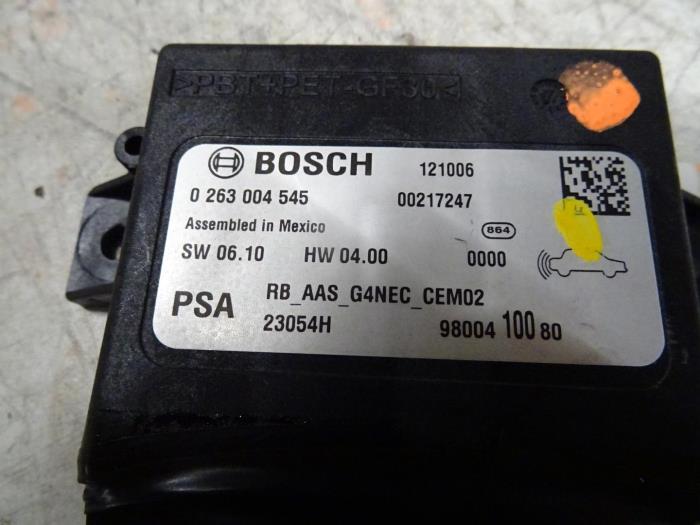 >PBT+PET-GF30<
BOSCH 121006
0 263 004 545 00217247
Assembled in Mexico 864
SW 06.10 HW 04.00 0000
PSA RB_AAS_G4NEC_CEM02
23054H 98004 100 80